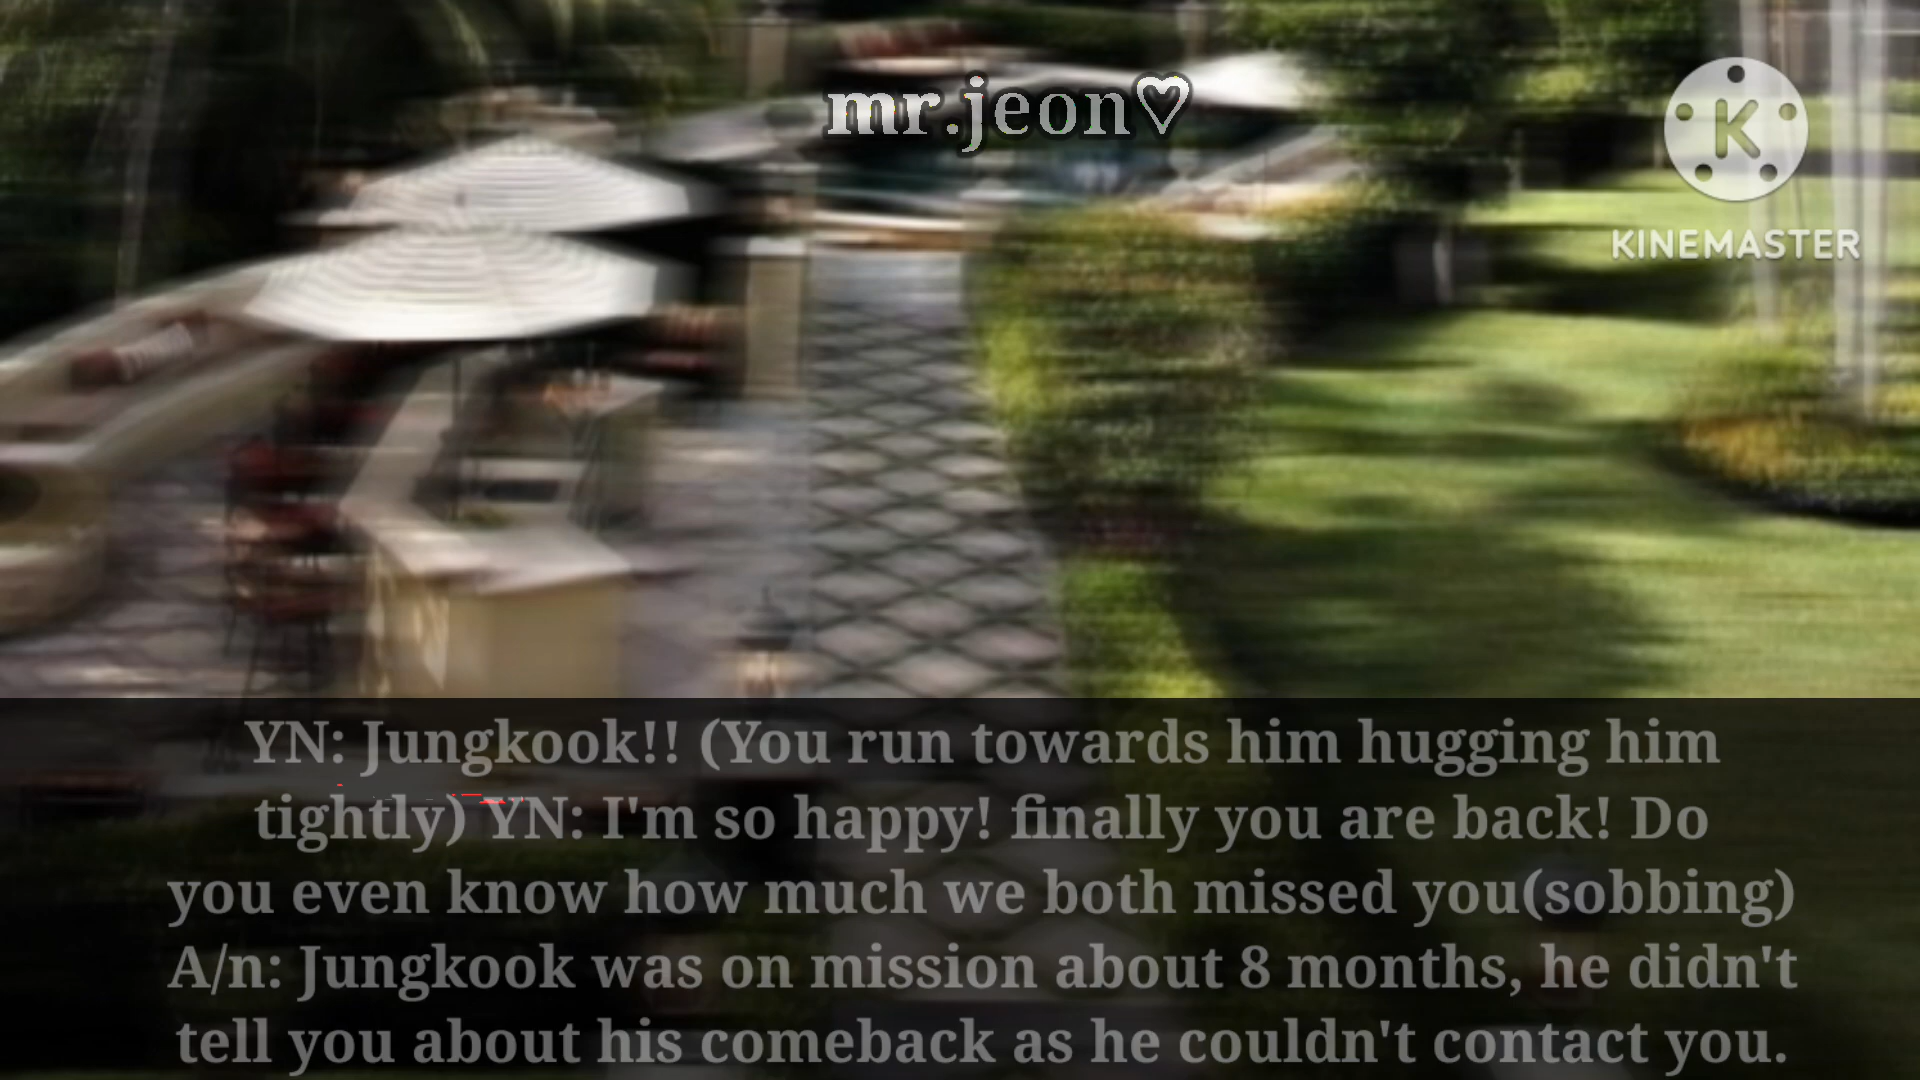 mr.jeon♡
K
KINEMASTER
YN: Jungkook!! (You run towards him hugging him
tightly) YN: I'm so happy! finally you are back! Do
you even know how much we both missed you(sobbing)
A/n: Jungkook was on mission about 8 months, he didn't
tell you about his comeback as he couldn't contact you.